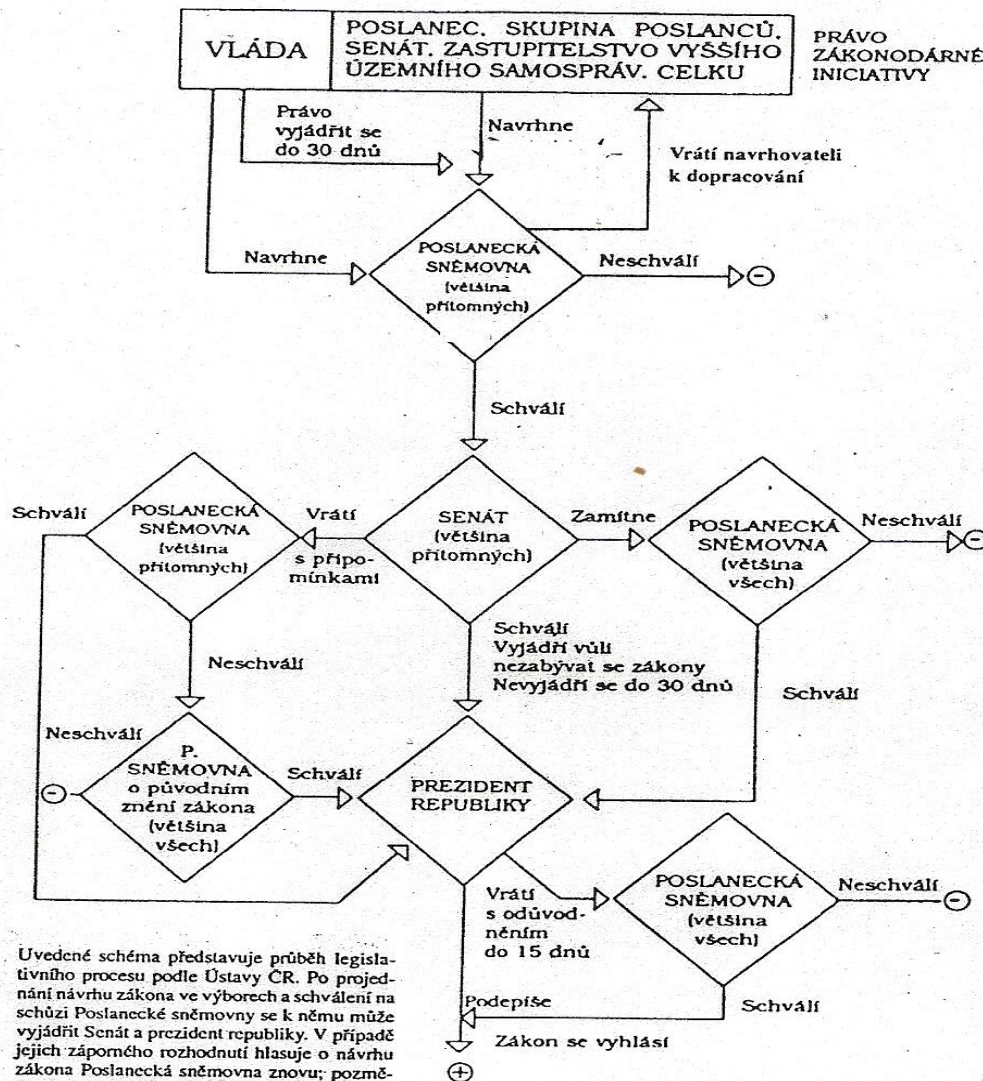 VLÁDA
POSLANEC. SKUPINA POSLANCŮ.
SENÁT. ZASTUPITELSTVO VYŠŠÍHO
ÚZEMNÍHO SAMOSPRÁV. CELKU
PRÁVO
ZÁKONODÁRNÉ
INICIATIVY
Právo
vyjádřit se
do 30 dnů
Navrhne
Vrátí navrhovateli
k dopracování
Navrhne
POSLANECKÁ
SNĚMOVNA
(většina
přítomných)
Neschválí
Schválí
Schválí
POSLANECKÁ
SNĚMOVNA
(většina
přítomných)
Vrátí
s připo-
mínkami
SENÁT
(většina
přítomných)
Zamítne
POSLANECKÁ
SNĚMOVNA
(většina
všech)
Neschválí
Neschválí
Schválí
Vyjádří vůli
nezabývat se zákony
Nevyjádří se do 30 dnů
Schválí
Neschválí
P.
SNĚMOVNA
o původním
znění zákona
(většina
všech)
Schválí
PREZIDENT
REPUBLIKY
Vrátí
s odůvod-
něním
do 15 dnů
POSLANECKÁ
SNĚMOVNA
(většina
všech)
Neschválí
Podepíše
Schválí
Zákon se vyhlásí
Uvedené schéma představuje průběh legisla-
tivního procesu podle Ústavy ČR. Po projed-
nání návrhu zákona ve výborech a schválení na
schůzi Poslanecké sněmovny se k němu může
vyjádřit Senát a prezident republiky. V případě
jejich záporného rozhodnutí hlasuje o návrhu
zákona Poslanecká sněmovna znovu; pozmě-